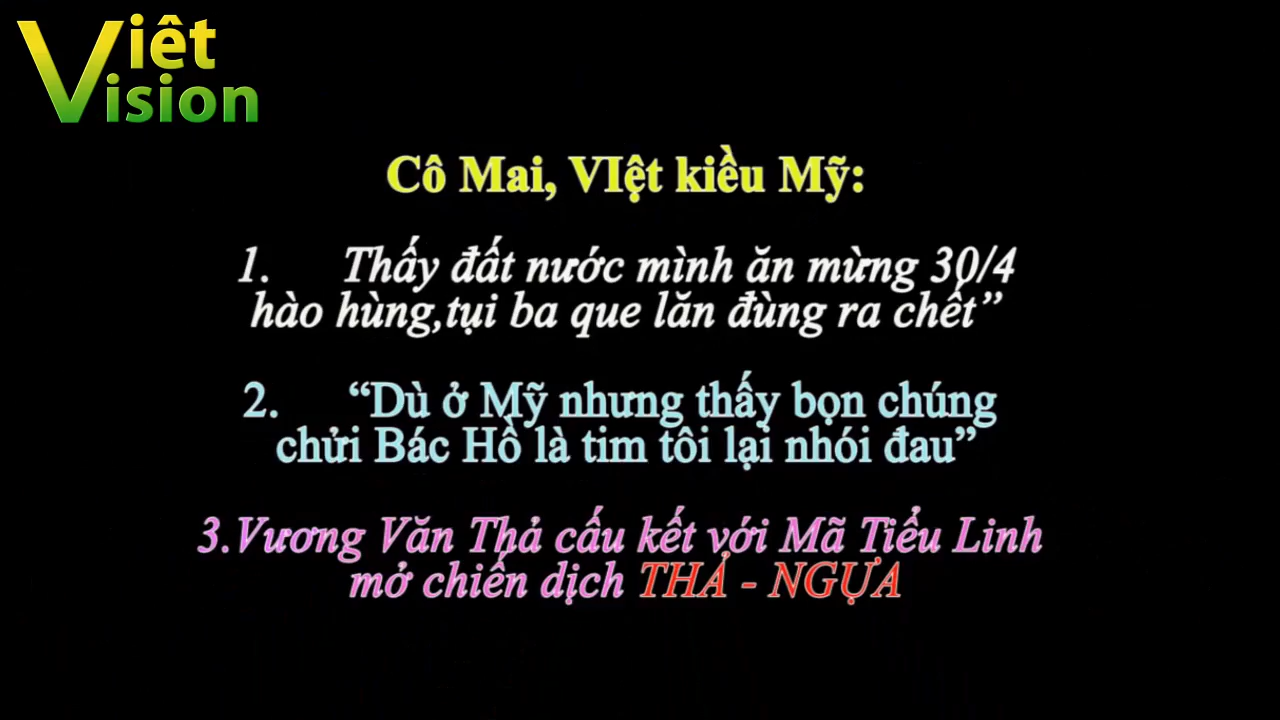 Việt
Vision
Cô Mai, VIệt kiều Mỹ:
1. Thấy đất nước mình ăn mừng 30/4
hào hùng,tụi ba que lăn đùng ra chết”
2. “Dù ở Mỹ nhưng thấy bọn chúng
chửi Bác Hồ là tim tôi lại nhói đau”
3.Vương Văn Thả cấu kết với Mã Tiểu Linh
mở chiến dịch THẢ - NGỰA